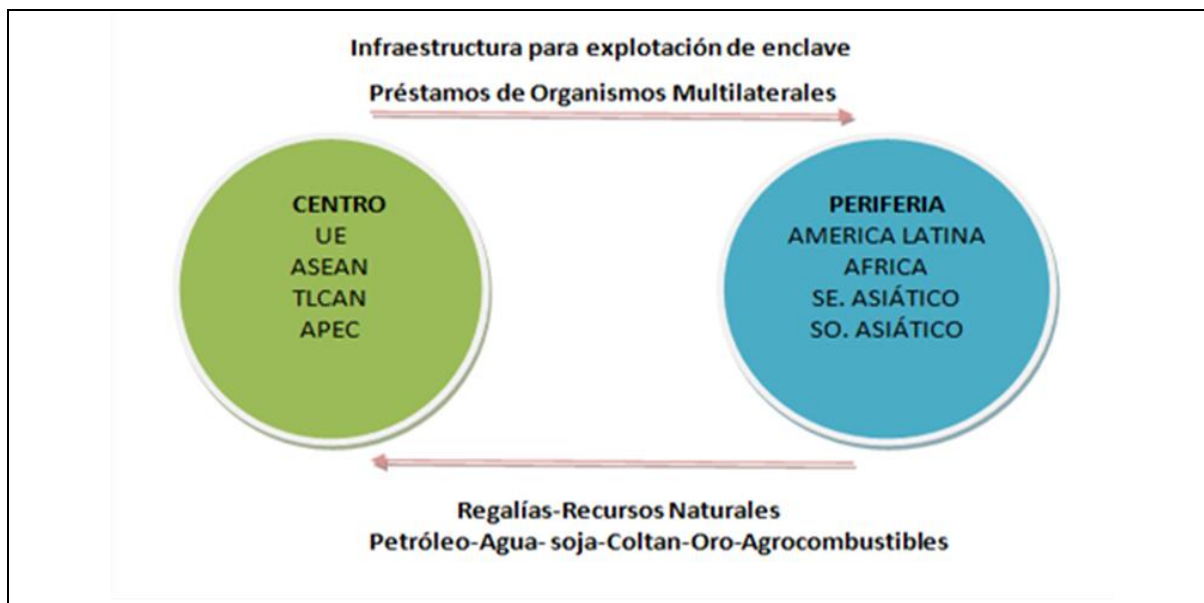 Infraestructura para explotación de enclave
Préstamos de Organismos Multilaterales
CENTRO
UE
ASEAN
TLCAN
APEC
PERIFERIA
AMERICA LATINA
AFRICA
SE. ASIÁTICO
SO. ASIÁTICO
Regalías-Recursos Naturales
Petróleo-Agua- soja-Coltan-Oro-Agrocombustibles